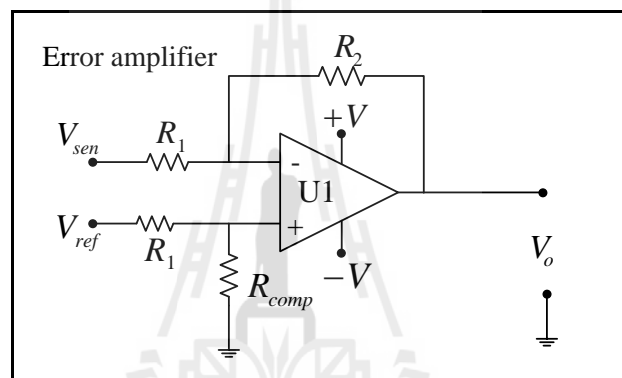 Error amplifier
R2
+V
Vsen
R1
-
U1
Vref
+
R1
Rcomp
−V
Vo